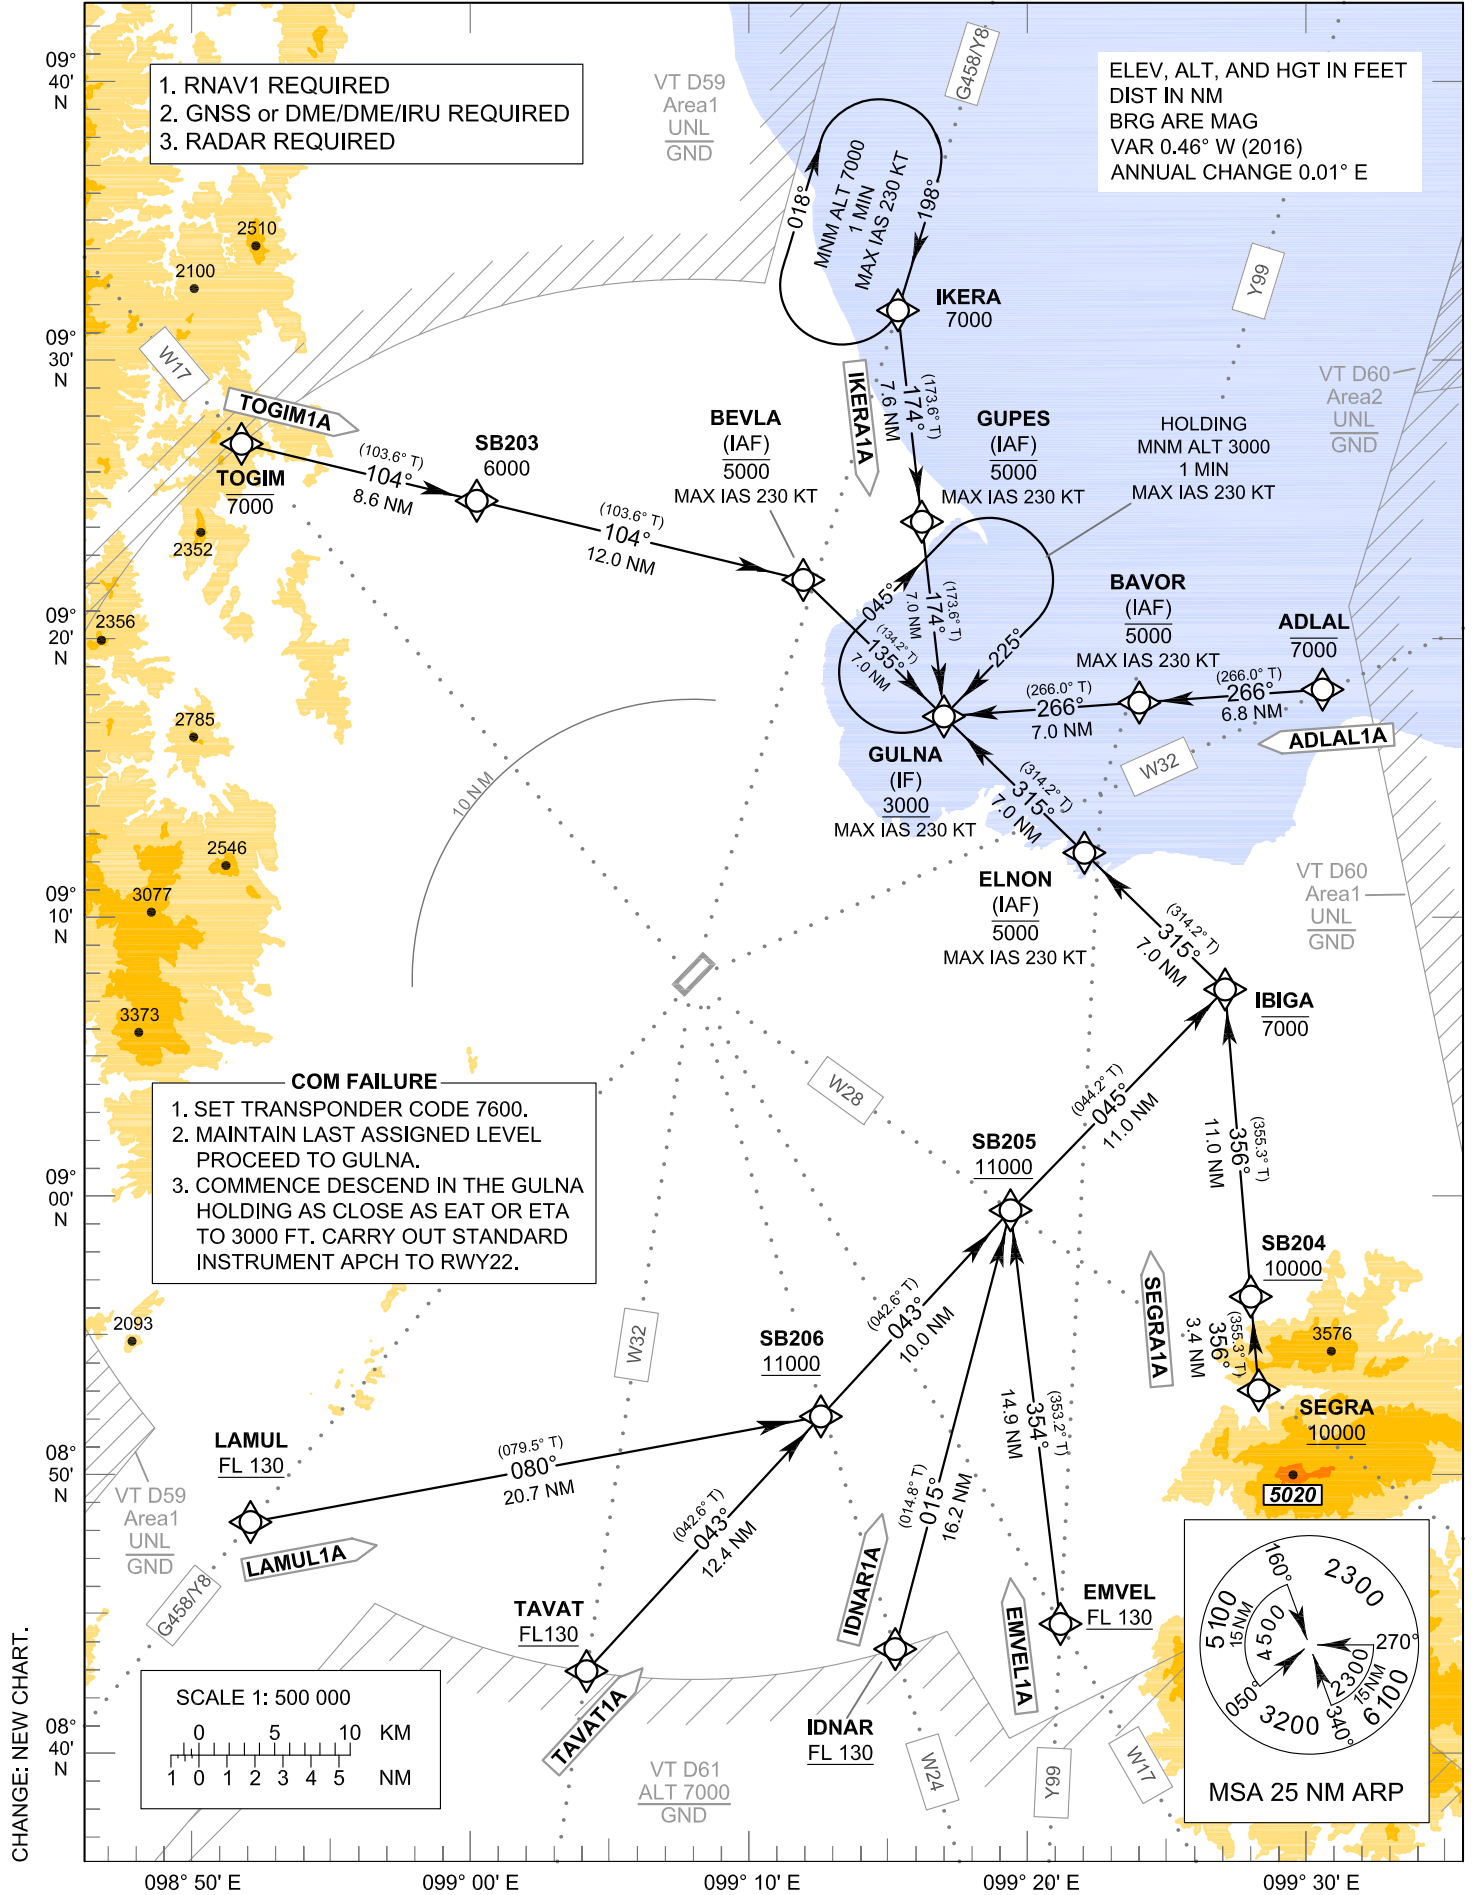 1. RNAV1 REQUIRED
2. GNSS or DME/DME/IRU REQUIRED
3. RADAR REQUIRED
ELEV, ALT, AND HGT IN FEET
DIST IN NM
BRG ARE MAG
VAR 0.46° W (2016)
ANNUAL CHANGE 0.01° E
VT D59
Area1
UNL
GND
G458/Y8
018°
MNM ALT 7000
1 MIN
MAX IAS 230 KT
198°
IKERA
7000
Y99
09°
40'
N
2510
2100
09°
30'
N
W17
TOGIM1A
TOGIM
7000
(103.6° T)
104°
8.6 NM
SB203
6000
(103.6° T)
104°
12.0 NM
BEVLA
(IAF)
5000
MAX IAS 230 KT
IKERA1A
(173.6° T)
174°
7.6 NM
GUPES
(IAF)
5000
MAX IAS 230 KT
HOLDING
MNM ALT 3000
1 MIN
MAX IAS 230 KT
VT D60
Area2
UNL
GND
2352
2356
09°
20'
N
045°
(134.2° T)
135°
7.0 NM
(173.6° T)
174°
7.0 NM
225°
BAVOR
(IAF)
5000
MAX IAS 230 KT
ADLAL
7000
(266.0° T)
266°
7.0 NM
(266.0° T)
266°
6.8 NM
ADLAL1A
W32
GULNA
(IF)
3000
MAX IAS 230 KT
(314.2° T)
315°
7.0 NM
2785
10 NM
2546
3077
09°
10'
N
3373
ELNON
(IAF)
5000
MAX IAS 230 KT
(314.2° T)
315°
7.0 NM
VT D60
Area1
UNL
GND
IBIGA
7000
COM FAILURE
1. SET TRANSPONDER CODE 7600.
2. MAINTAIN LAST ASSIGNED LEVEL
PROCEED TO GULNA.
3. COMMENCE DESCEND IN THE GULNA
HOLDING AS CLOSE AS EAT OR ETA
TO 3000 FT. CARRY OUT STANDARD
INSTRUMENT APCH TO RWY22.
W28
(044.2° T)
045°
11.0 NM
(355.3° T)
356°
11.0 NM
SB205
11000
09°
00'
N
SB204
10000
SEGRA1A
(355.3° T)
356°
3.4 NM
3576
SEGRA
10000
5020
2093
W32
SB206
11000
(042.6° T)
043°
10.0 NM
LAMUL
FL 130
(079.5° T)
080°
20.7 NM
08°
50'
N
VT D59
Area1
UNL
GND
LAMUL1A
G458/Y8
(042.6° T)
043°
12.4 NM
TAVAT
FL130
TAVAT1A
(014.8° T)
015°
16.2 NM
IDNAR1A
(353.2° T)
354°
14.9 NM
EMVEL1A
EMVEL
FL 130
IDNAR
FL 130
VT D61
ALT 7000
GND
W24
Y99
W17
5100
15 NM
4500
160°
2300
270°
2300
15 NM
6100
340°
3200
050°
MSA 25 NM ARP
SCALE 1: 500 000
0 5 10 KM
1 0 1 2 3 4 5 NM
08°
40'
N
CHANGE: NEW CHART.
098° 50' E
099° 00' E
099° 10' E
099° 20' E
099° 30' E